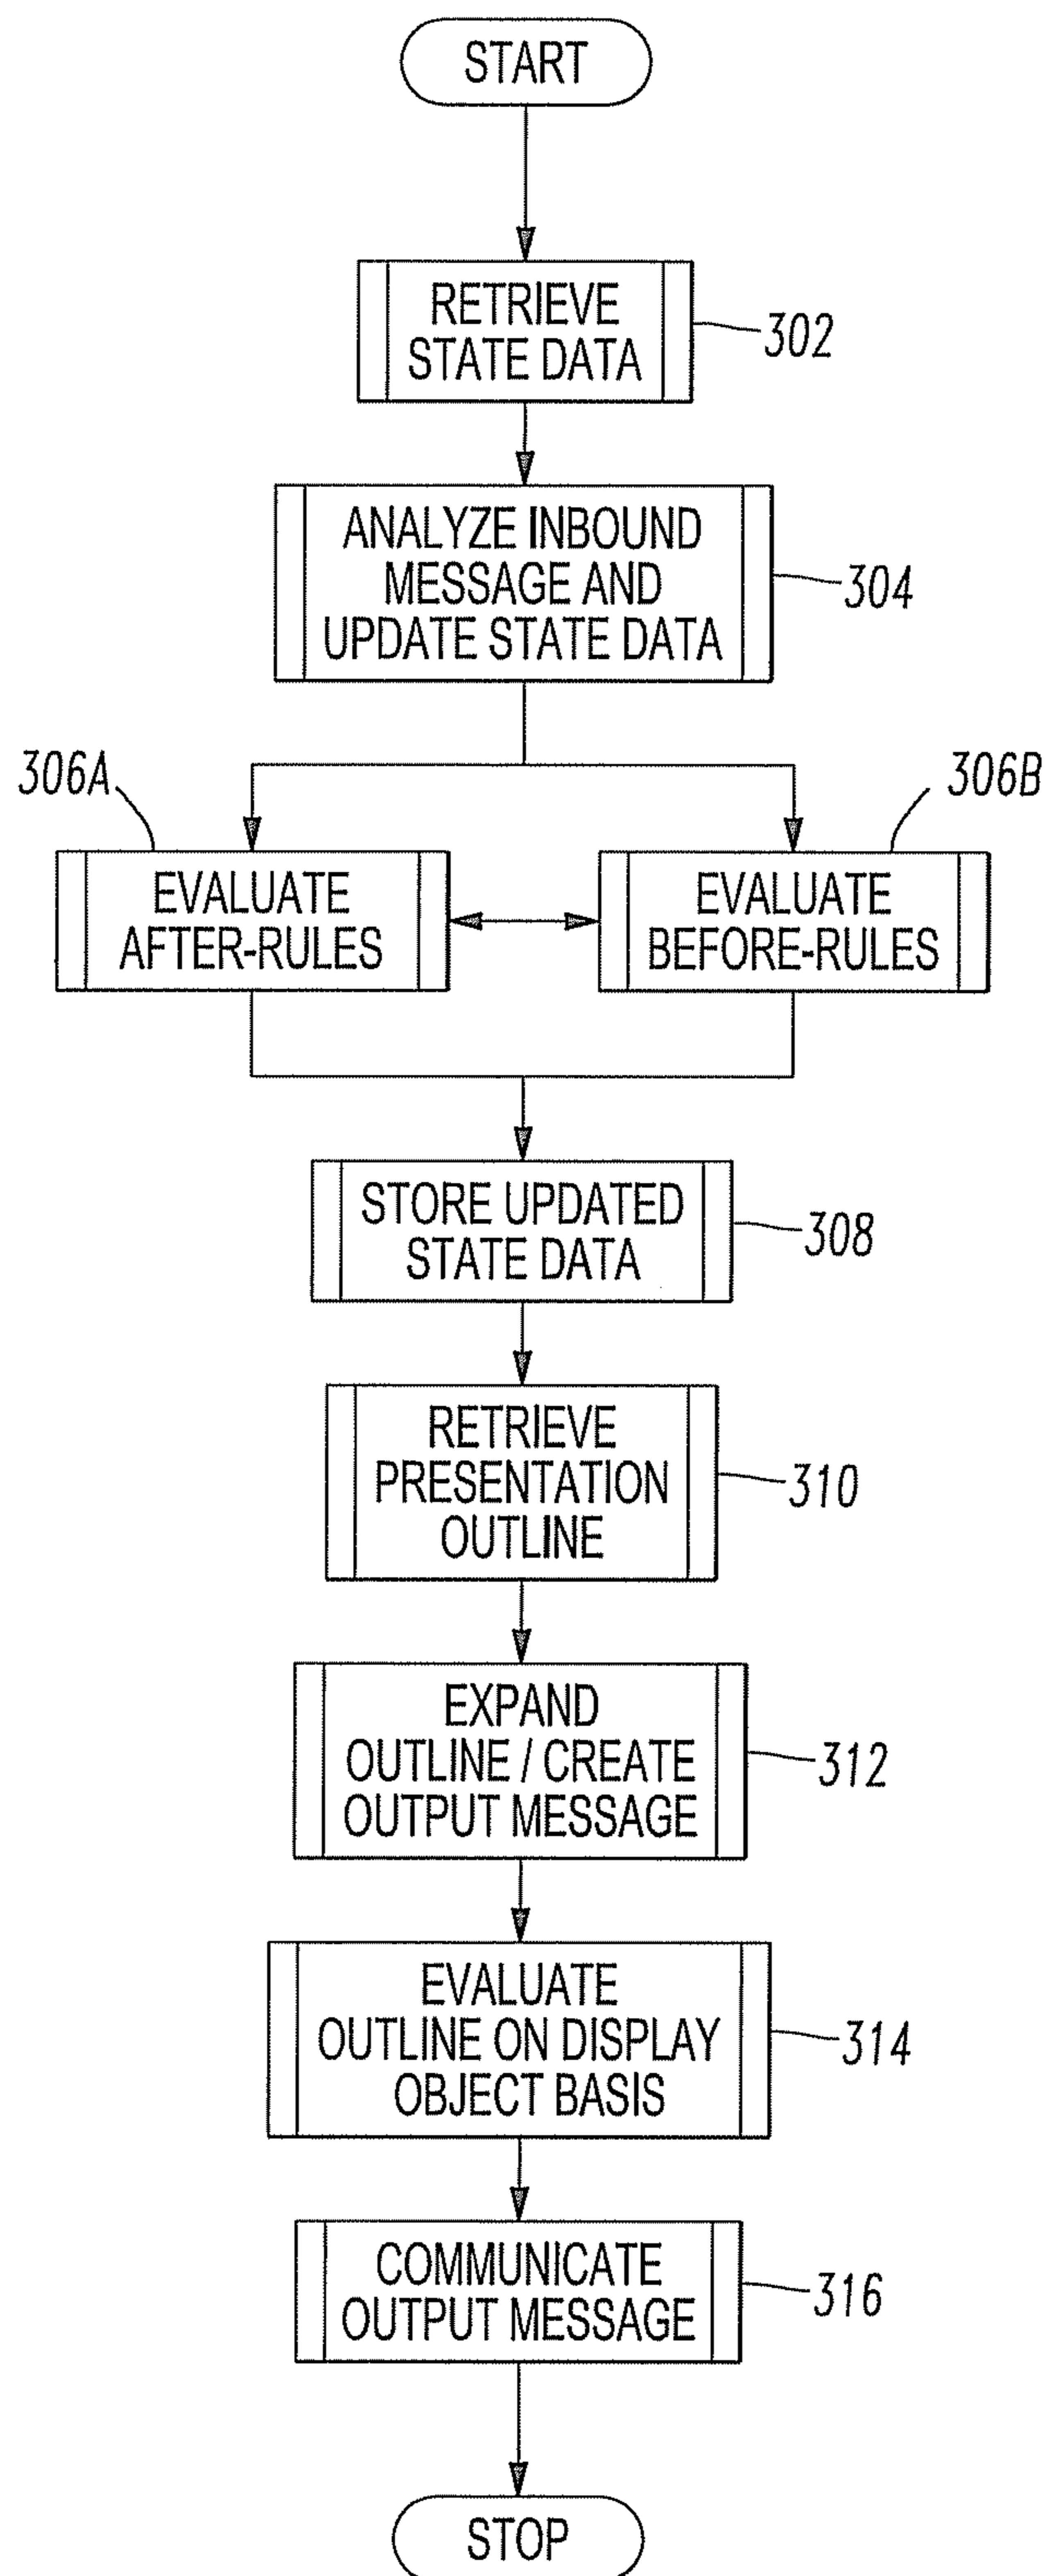 START
RETRIEVE
STATE DATA
302
ANALYZE INBOUND
MESSAGE AND
UPDATE STATE DATA
304
306A
306B
EVALUATE
AFTER-RULES
EVALUATE
BEFORE-RULES
STORE UPDATED
STATE DATA
308
RETRIEVE
PRESENTATION
OUTLINE
310
EXPAND
OUTLINE / CREATE
OUTPUT MESSAGE
312
EVALUATE
OUTLINE ON DISPLAY
OBJECT BASIS
314
COMMUNICATE
OUTPUT MESSAGE
316
STOP